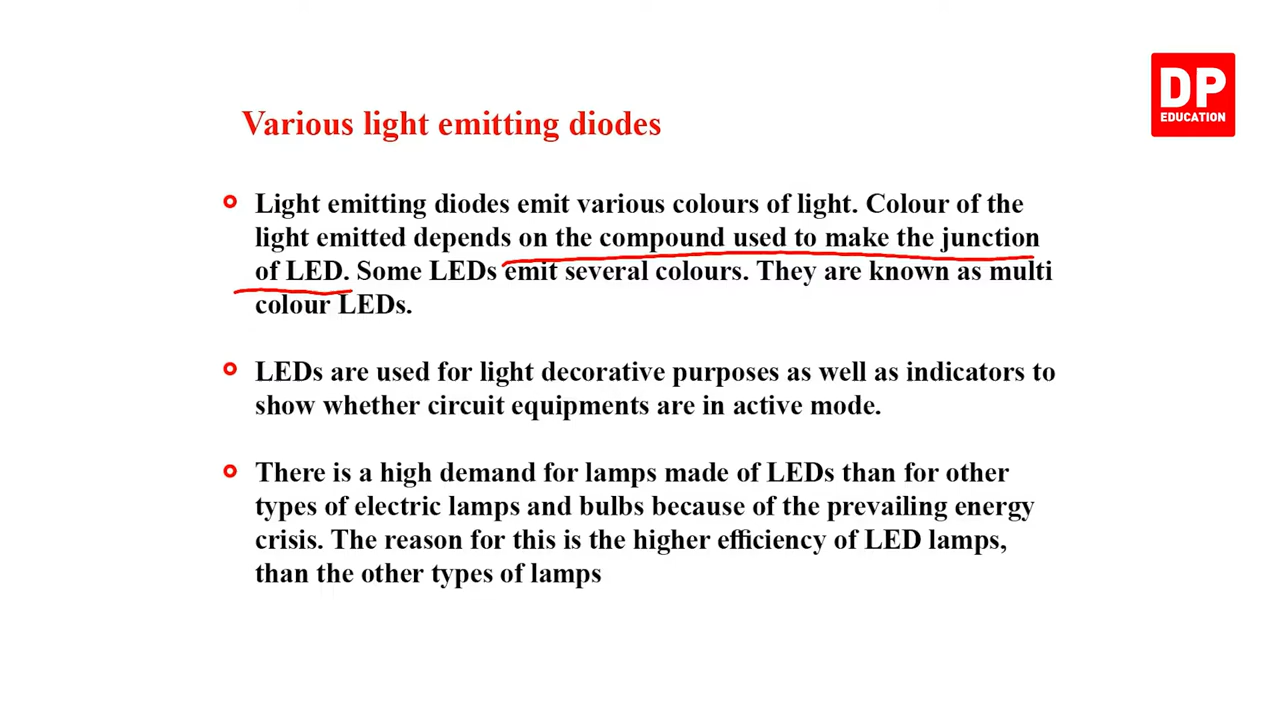 DP
EDUCATION
Various light emitting diodes
Light emitting diodes emit various colours of light. Colour of the
light emitted depends on the compound used to make the junction
of LED. Some LEDs emit several colours. They are known as multi
colour LEDs.
LEDs are used for light decorative purposes as well as indicators to
show whether circuit equipments are in active mode.
There is a high demand for lamps made of LEDs than for other
types of electric lamps and bulbs because of the prevailing energy
crisis. The reason for this is the higher efficiency of LED lamps,
than the other types of lamps